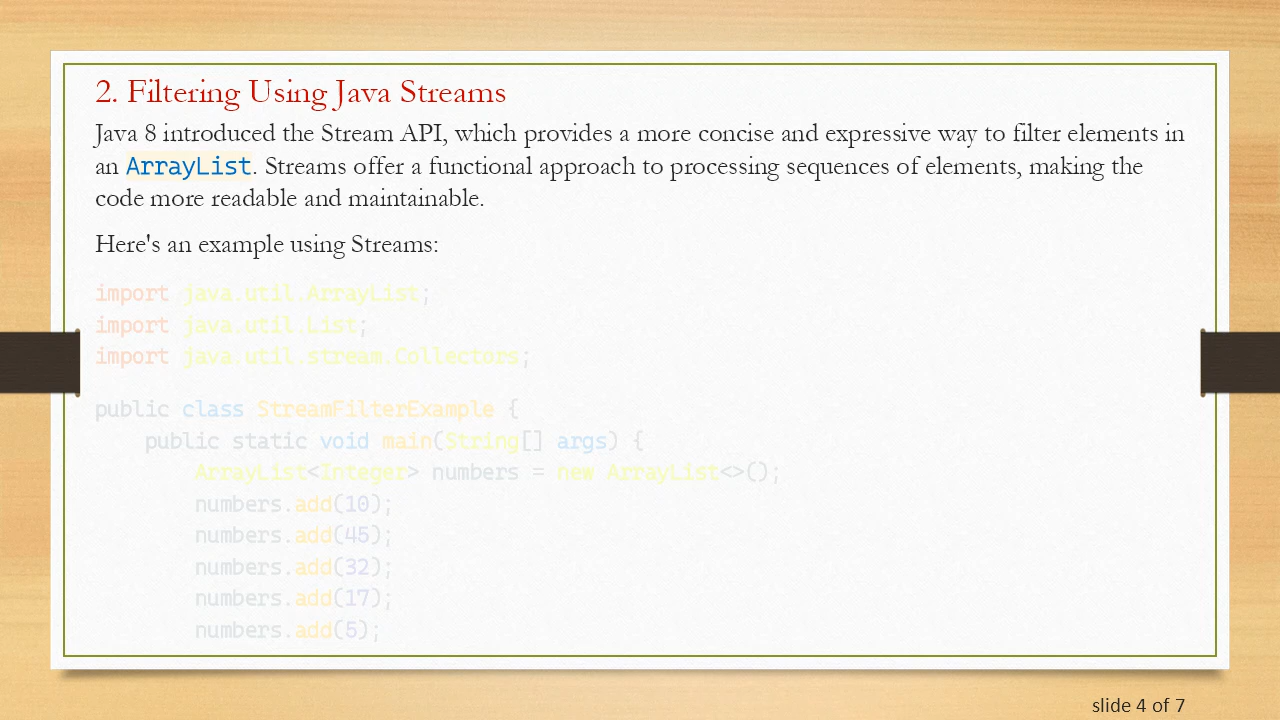 2. Filtering Using Java Streams
Java 8 introduced the Stream API, which provides a more concise and expressive way to filter elements in
an ArrayList. Streams offer a functional approach to processing sequences of elements, making the
code more readable and maintainable.
Here's an example using Streams:
import java.util.ArrayList;
import java.util.List;
import java.util.stream.Collectors;
public class StreamFilterExample {
    public static void main(String[] args) {
        ArrayList<Integer> numbers = new ArrayList<>();
        numbers.add(10);
        numbers.add(45);
        numbers.add(32);
        numbers.add(17);
        numbers.add(5);
slide 4 of 7